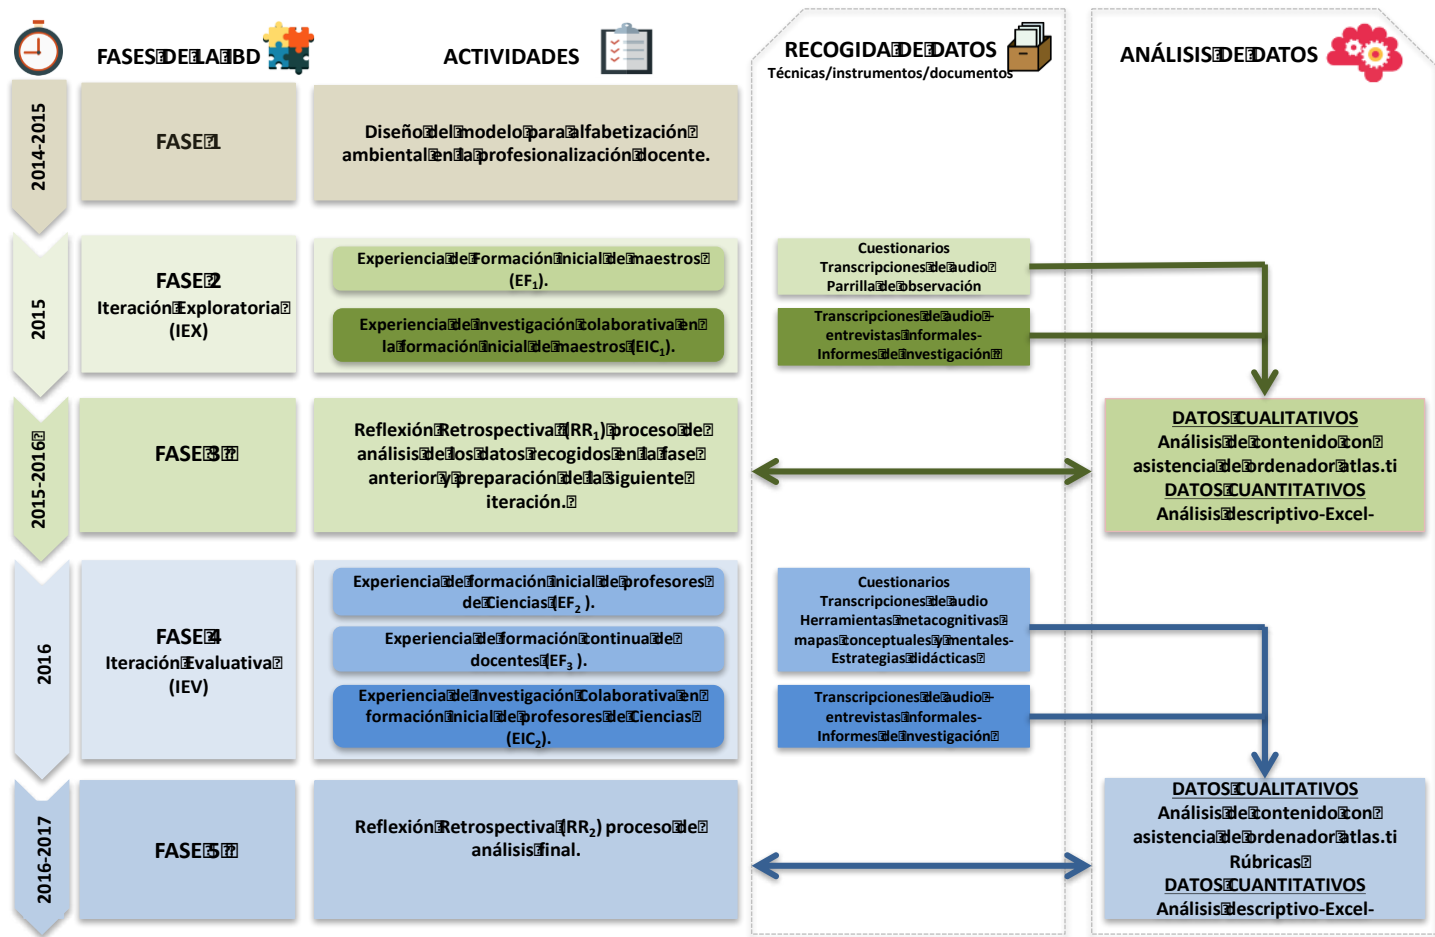 FASES DE LA IBD
ACTIVIDADES
RECOGIDA DE DATOS
Técnicas/instrumentos/documentos
ANÁLISIS DE DATOS
2014-2015
FASE 1
Diseño del modelo para alfabetización
ambiental en la profesionalización docente.
2015
FASE 2
Iteración Exploratoria
(IEX)
Experiencia de Formación inicial de maestros
(EF1).
Experiencia de Investigación colaborativa en
la formación inicial de maestros (EIC1).
Cuestionarios
Transcripciones de audio
Parrilla de observación
Transcripciones de audio –
entrevistas informales-
Informes de investigación
2015-2016
FASE 3
Reflexión Retrospectiva (RR1) proceso de
análisis de los datos recogidos en la fase
anterior y preparación de la siguiente
iteración.
DATOS CUALITATIVOS
Análisis de contenido con
asistencia de ordenador atlas.ti
DATOS CUANTITATIVOS
Análisis descriptivo-Excel-
2016
FASE 4
Iteración Evaluativa
(IEV)
Experiencia de formación inicial de profesores
de Ciencias (EF2 ).
Experiencia de formación continua de
docentes (EF3 ).
Experiencia de Investigación Colaborativa en
formación inicial de profesores de Ciencias
(EIC2).
Cuestionarios
Transcripciones de audio
Herramientas metacognitivas -
mapas conceptuales y mentales-
Estrategias didácticas
Transcripciones de audio –
entrevistas informales-
Informes de investigación
2016-2017
FASE 5
Reflexión Retrospectiva (RR2) proceso de
análisis final.
DATOS CUALITATIVOS
Análisis de contenido con
asistencia de ordenador atlas.ti
Rúbricas
DATOS CUANTITATIVOS
Análisis descriptivo-Excel-